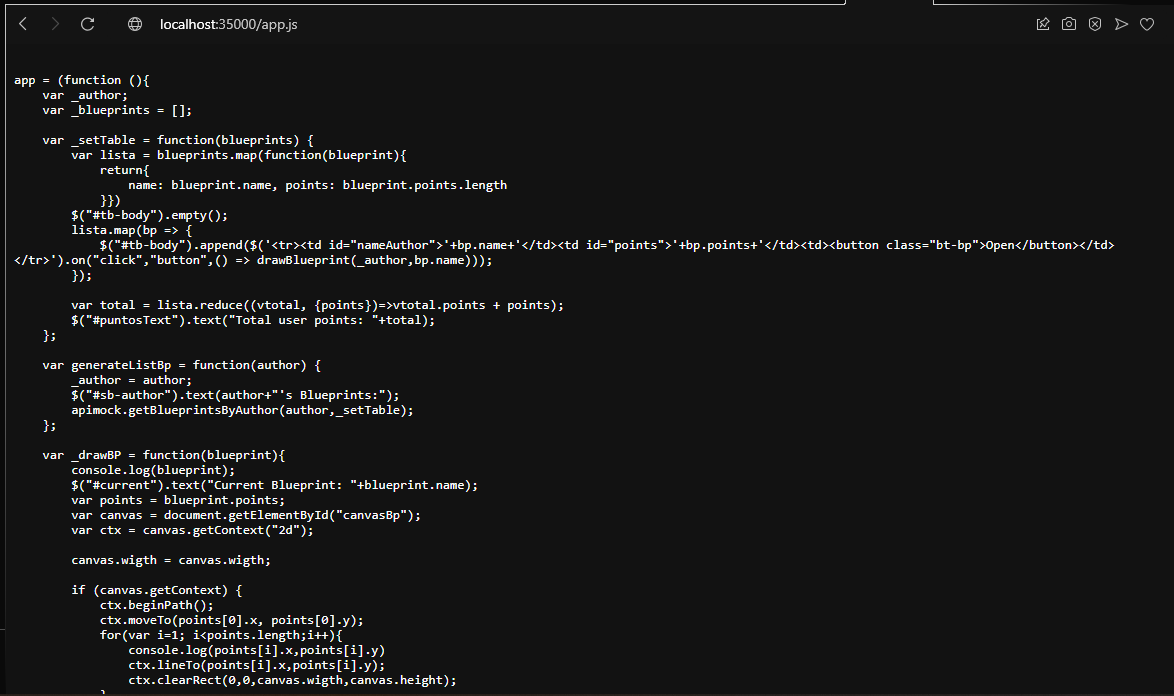 localhost:35000/app.js
app = (function (){
    var _author;
    var _blueprints = [];

    var _setTable = function(blueprints) {
        var lista = blueprints.map(function(blueprint){
            return{
                name: blueprint.name, points: blueprint.points.length
            }})
        $("#tb-body").empty();
        lista.map(bp => {
            $("#tb-body").append($('<tr><td id="nameAuthor">'+bp.name+'</td><td id="points">'+bp.points+'</td><td><button class="bt-bp">Open</button></td>
</tr>').on("click","button",() => drawBlueprint(_author,bp.name)));
        });

        var total = lista.reduce((vtotal, {points})=>vtotal.points + points);
        $("#puntosText").text("Total user points: "+total);
    };

    var generateListBp = function(author) {
        _author = author;
        $("#sb-author").text(author+"'s Blueprints:");
        apimock.getBlueprintsByAuthor(author,_setTable);
    };

    var _drawBP = function(blueprint){
        console.log(blueprint);
        $("#current").text("Current Blueprint: "+blueprint.name);
        var points = blueprint.points;
        var canvas = document.getElementById("canvasBp");
        var ctx = canvas.getContext("2d");

        canvas.wigth = canvas.wigth;

        if (canvas.getContext) {
            ctx.beginPath();
            ctx.moveTo(points[0].x, points[0].y);
            for(var i=1; i<points.length;i++){
                console.log(points[i].x,points[i].y)
                ctx.lineTo(points[i].x,points[i].y);
                ctx.clearRect(0,0,canvas.wigth,canvas.height);
            }